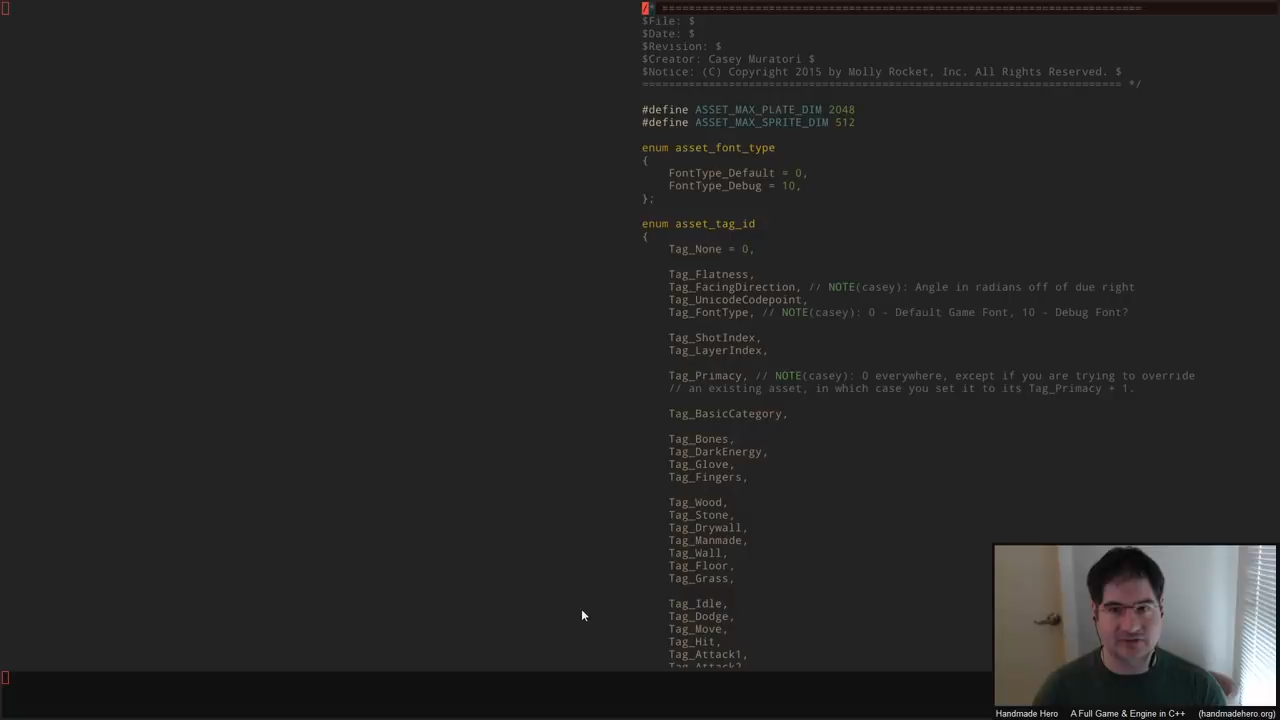 /* ========================================================================
$File: $
$Date: $
$Revision: $
$Creator: Casey Muratori $
$Notice: (C) Copyright 2015 by Molly Rocket, Inc. All Rights Reserved. $
======================================================================== */
#define ASSET_MAX_PLATE_DIM 2048
#define ASSET_MAX_SPRITE_DIM 512
enum asset_font_type
{
FontType_Default = 0,
FontType_Debug = 10,
};
enum asset_tag_id
{
Tag_None = 0,
Tag_Flatness,
Tag_FacingDirection, // NOTE(casey): Angle in radians off of due right
Tag_UnicodeCodepoint,
Tag_FontType, // NOTE(casey): 0 - Default Game Font, 10 - Debug Font?
Tag_ShotIndex,
Tag_LayerIndex,
Tag_Primacy, // NOTE(casey): 0 everywhere, except if you are trying to override
// an existing asset, in which case you set it to its Tag_Primacy + 1.
Tag_BasicCategory,
Tag_Bones,
Tag_DarkEnergy,
Tag_Glove,
Tag_Fingers,
Tag_Wood,
Tag_Stone,
Tag_Drywall,
Tag_Manmade,
Tag_Wall,
Tag_Floor,
Tag_Grass,
Tag_Idle,
Tag_Dodge,
Tag_Move,
Tag_Hit,
Tag_Attack1,
Tag_Attack2,
Handmade Hero A Full Game & Engine in C++ (handmadehero.org)